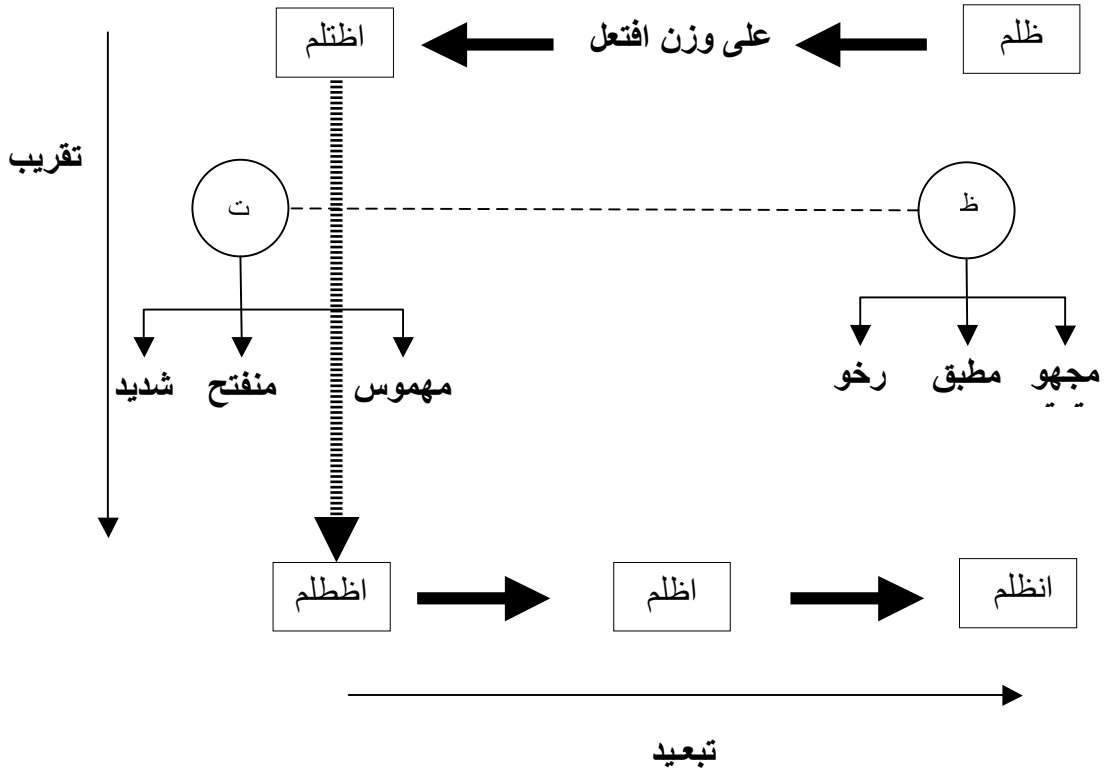 ظلم
على وزن افتعل
اظتلم
تقريب
ظ
ت
مجهو
مطبق
رخو
مهموس
منفتح
شديد
اظطلم
اظلم
انظلم
تبعيد